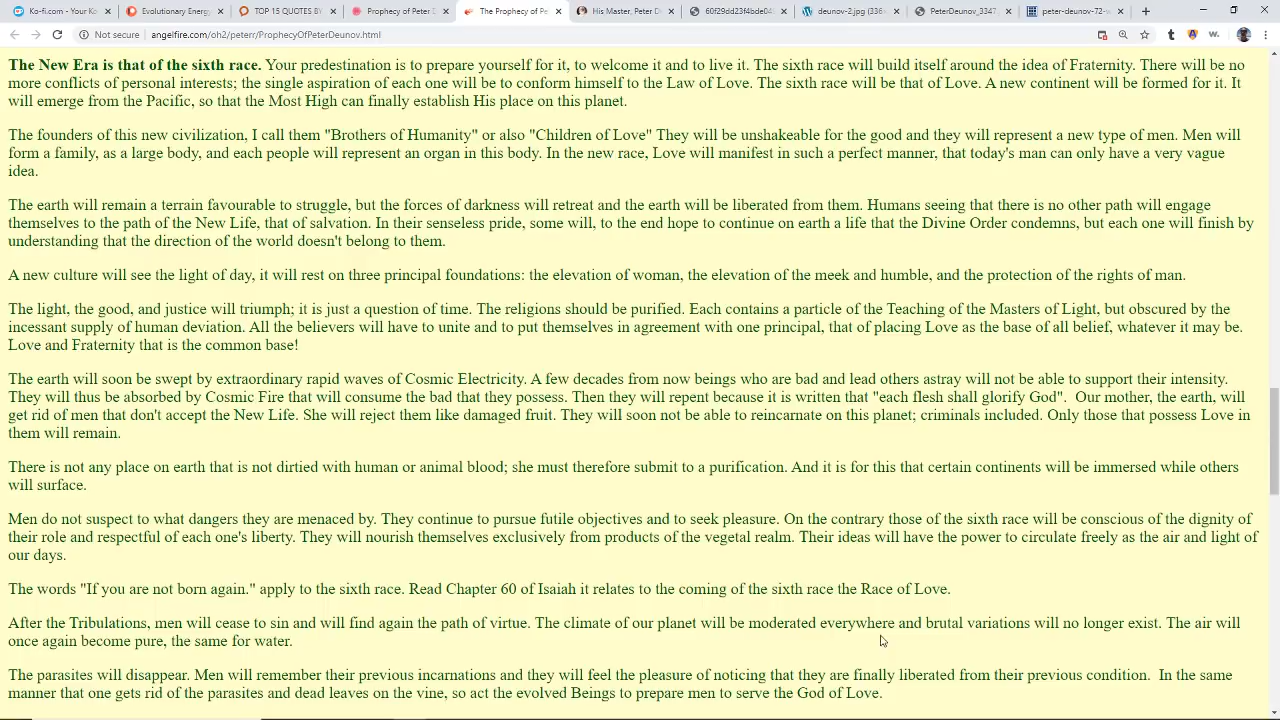 Ko-fi.com - Your Ko
Evolutionary Energy
TOP 15 QUOTES BY
Prophecy of Peter D
The Prophecy of Pet
His Master, Peter D
60f29dd23f4bde04
deunov-2.jpg (336×
PeterDeunov_3347.
peter-deunov-72-
Not secure | angelfire.com/oh2/peterr/ProphecyOfPeterDeunov.html
The New Era is that of the sixth race. Your predestination is to prepare yourself for it, to welcome it and to live it. The sixth race will build itself around the idea of Fraternity. There will be no
more conflicts of personal interests; the single aspiration of each one will be to conform himself to the Law of Love. The sixth race will be that of Love. A new continent will be formed for it. It
will emerge from the Pacific, so that the Most High can finally establish His place on this planet.
The founders of this new civilization, I call them "Brothers of Humanity" or also "Children of Love" They will be unshakeable for the good and they will represent a new type of men. Men will
form a family, as a large body, and each people will represent an organ in this body. In the new race, Love will manifest in such a perfect manner, that today's man can only have a very vague
idea.
The earth will remain a terrain favourable to struggle, but the forces of darkness will retreat and the earth will be liberated from them. Humans seeing that there is no other path will engage
themselves to the path of the New Life, that of salvation. In their senseless pride, some will, to the end hope to continue on earth a life that the Divine Order condemns, but each one will finish by
understanding that the direction of the world doesn't belong to them.
A new culture will see the light of day, it will rest on three principal foundations: the elevation of woman, the elevation of the meek and humble, and the protection of the rights of man.
The light, the good, and justice will triumph; it is just a question of time. The religions should be purified. Each contains a particle of the Teaching of the Masters of Light, but obscured by the
incessant supply of human deviation. All the believers will have to unite and to put themselves in agreement with one principal, that of placing Love as the base of all belief, whatever it may be.
Love and Fraternity that is the common base!
The earth will soon be swept by extraordinary rapid waves of Cosmic Electricity. A few decades from now beings who are bad and lead others astray will not be able to support their intensity.
They will thus be absorbed by Cosmic Fire that will consume the bad that they possess. Then they will repent because it is written that "each flesh shall glorify God". Our mother, the earth, will
get rid of men that don't accept the New Life. She will reject them like damaged fruit. They will soon not be able to reincarnate on this planet; criminals included. Only those that possess Love in
them will remain.
There is not any place on earth that is not dirtied with human or animal blood; she must therefore submit to a purification. And it is for this that certain continents will be immersed while others
will surface.
Men do not suspect to what dangers they are menaced by. They continue to pursue futile objectives and to seek pleasure. On the contrary those of the sixth race will be conscious of the dignity of
their role and respectful of each one's liberty. They will nourish themselves exclusively from products of the vegetal realm. Their ideas will have the power to circulate freely as the air and light of
our days.
The words "If you are not born again." apply to the sixth race. Read Chapter 60 of Isaiah it relates to the coming of the sixth race the Race of Love.
After the Tribulations, men will cease to sin and will find again the path of virtue. The climate of our planet will be moderated everywhere and brutal variations will no longer exist. The air will
once again become pure, the same for water.
The parasites will disappear. Men will remember their previous incarnations and they will feel the pleasure of noticing that they are finally liberated from their previous condition. In the same
manner that one gets rid of the parasites and dead leaves on the vine, so act the evolved Beings to prepare men to serve the God of Love.